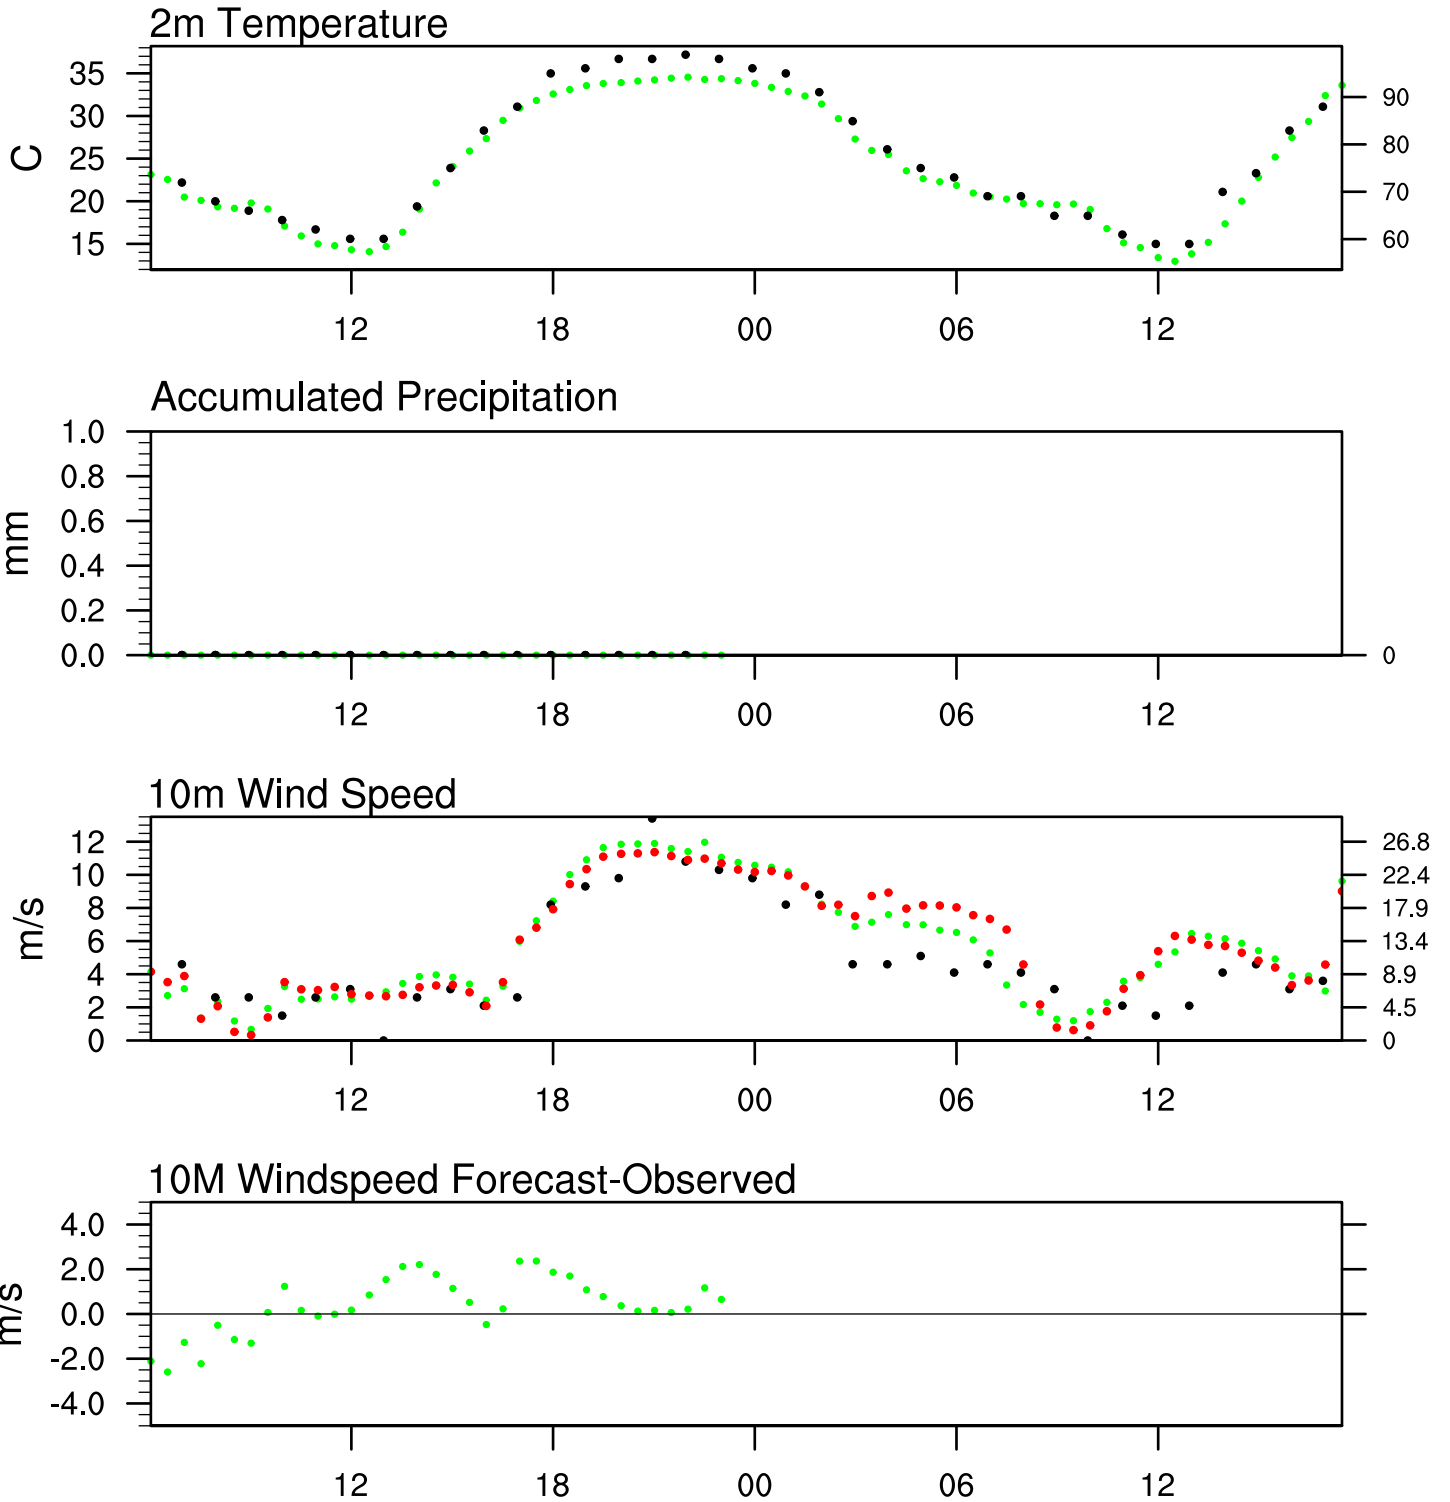 2m Temperature
35
30
25
20
15
C
90
80
70
60
12 18 00 06 12
Accumulated Precipitation
1.0
0.8
0.6
0.4
0.2
0.0
mm
0
12 18 00 06 12
10m Wind Speed
12
10
8
6
4
2
0
m/s
26.8
22.4
17.9
13.4
8.9
4.5
0
12 18 00 06 12
10M Windspeed Forecast-Observed
4.0
2.0
0.0
-2.0
-4.0
m/s
12 18 00 06 12